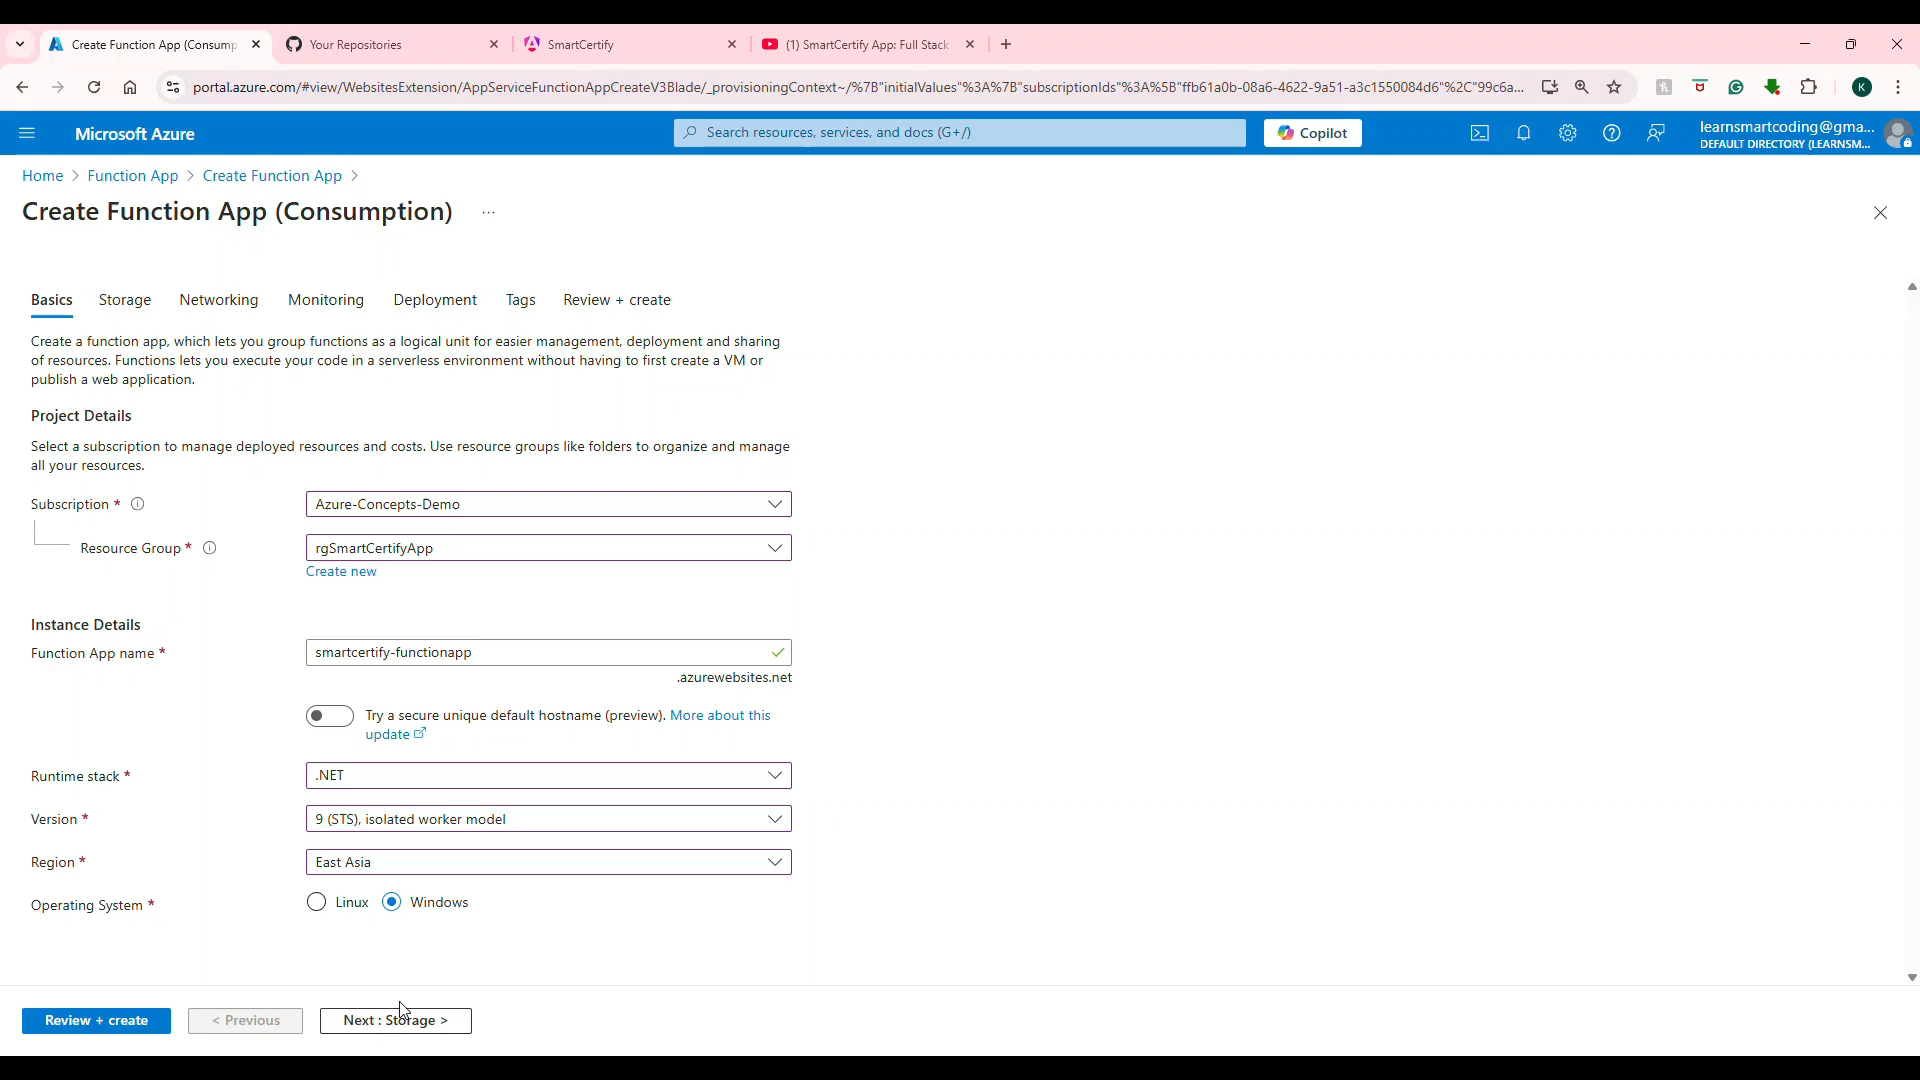 Create Function App (Consump
Your Repositories
SmartCertify
(1) SmartCertify App: Full Stack
portal.azure.com/#view/WebsitesExtension/AppServiceFunctionAppCreateV3Blade/_provisioningContext~/%7B"initialValues"%3A%7B"subscriptionIds"%3A%5B"ffb61a0b-08a6-4622-9a51-a3c1550084d6"%2C"99c6a...
K
Microsoft Azure
Search resources, services, and docs (G+/)
Copilot
learnsmartcoding@gma...
DEFAULT DIRECTORY (LEARNSM...
Home > Function App > Create Function App >
Create Function App (Consumption) ...
Basics Storage Networking Monitoring Deployment Tags Review + create
Create a function app, which lets you group functions as a logical unit for easier management, deployment and sharing
of resources. Functions lets you execute your code in a serverless environment without having to first create a VM or
publish a web application.
Project Details
Select a subscription to manage deployed resources and costs. Use resource groups like folders to organize and manage
all your resources.
Subscription *
Azure-Concepts-Demo
Resource Group *
rgSmartCertifyApp
Create new
Instance Details
Function App name *
smartcertify-functionapp
.azurewebsites.net
Try a secure unique default hostname (preview). More about this
update
Runtime stack *
.NET
Version *
9 (STS), isolated worker model
Region *
East Asia
Operating System *
Linux
Windows
Review + create
< Previous
Next : Storage >